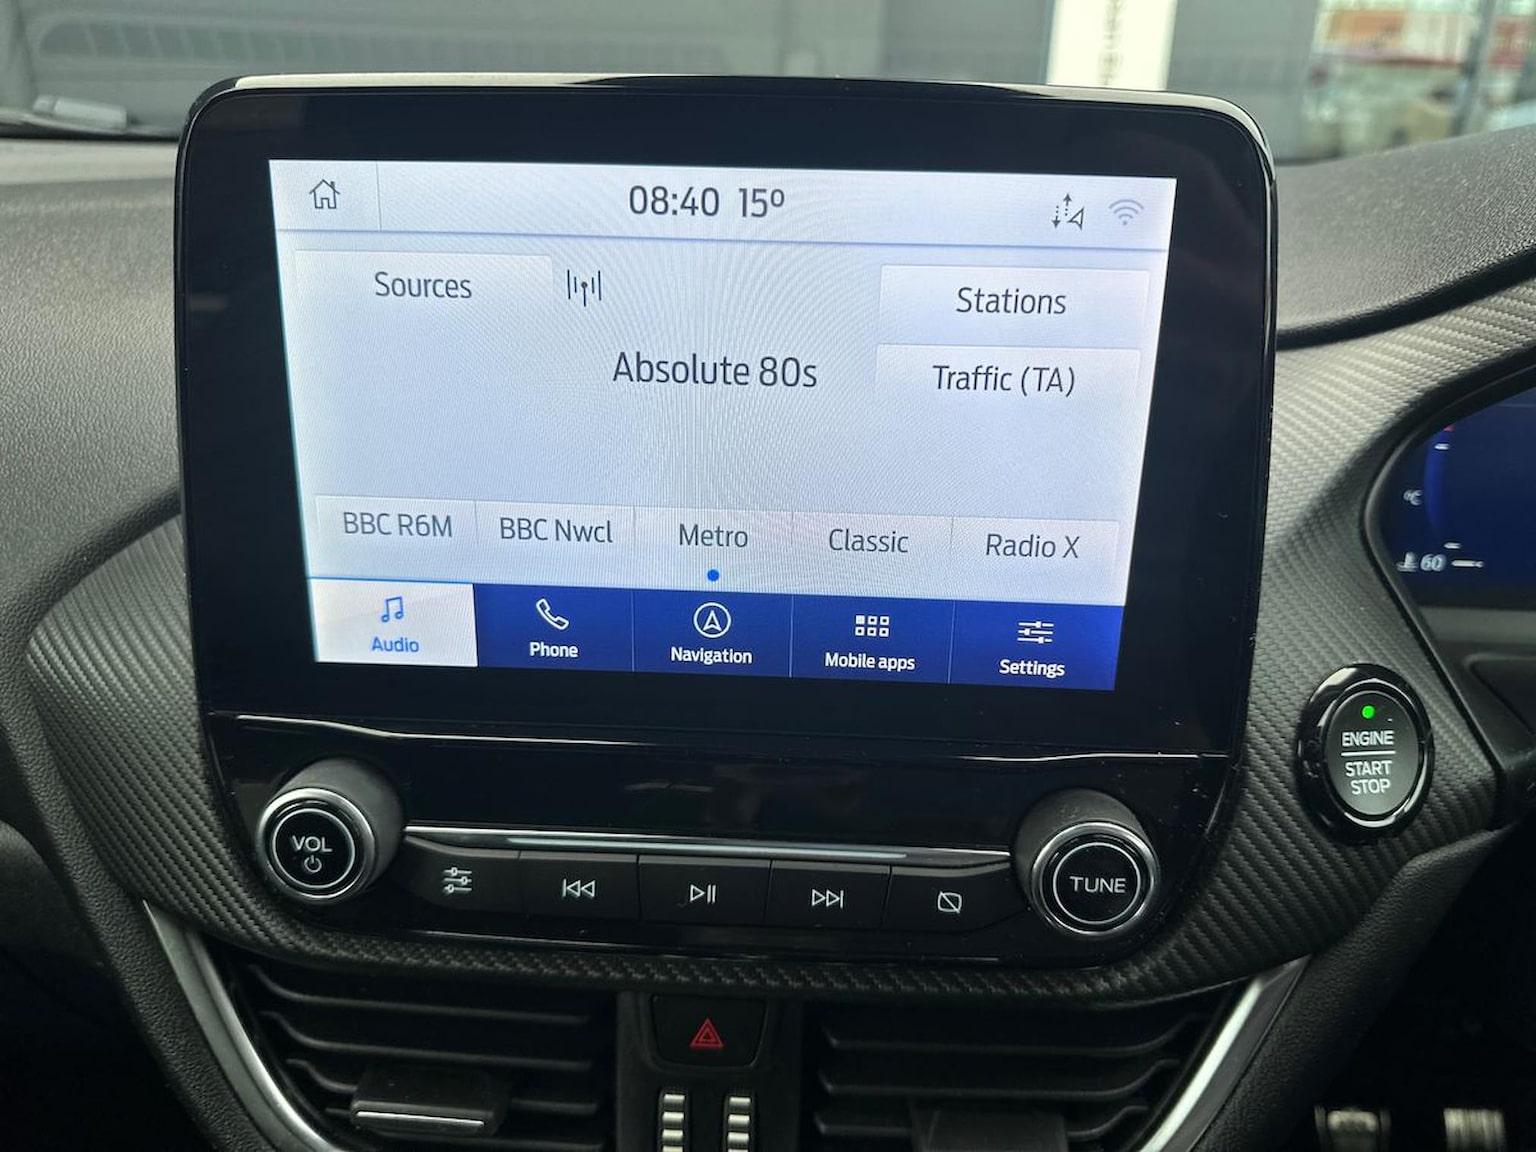 08:40 15º
Sources
Stations
Absolute 80s
Traffic (TA)
BBC R6M
BBC Nwcl
Metro
Classic
Radio X
Audio
Phone
Navigation
Mobile apps
Settings
°C
60
ENGINE
START
STOP
VOL
TUNE